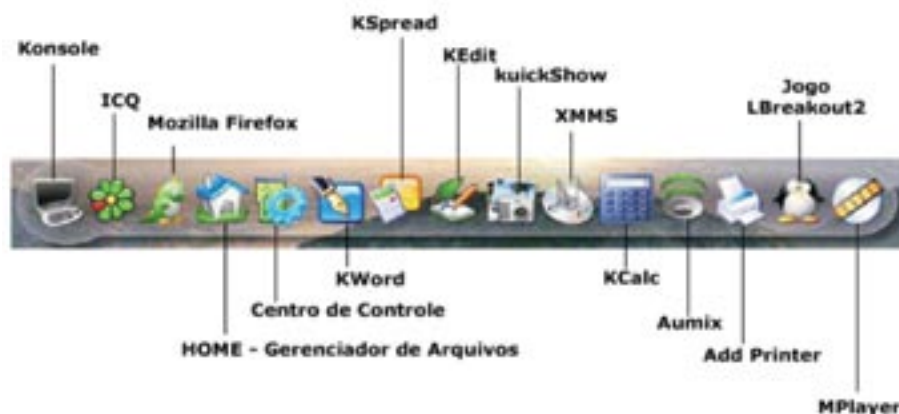 Konsole
ICQ
Mozilla Firefox
KSpread
KEdit
kuickShow
XMMS
Jogo
LBreakout2
KWord
Centro de Controle
HOME - Gerenciador de Arquivos
KCalc
Aumix
Add Printer
MPlayer